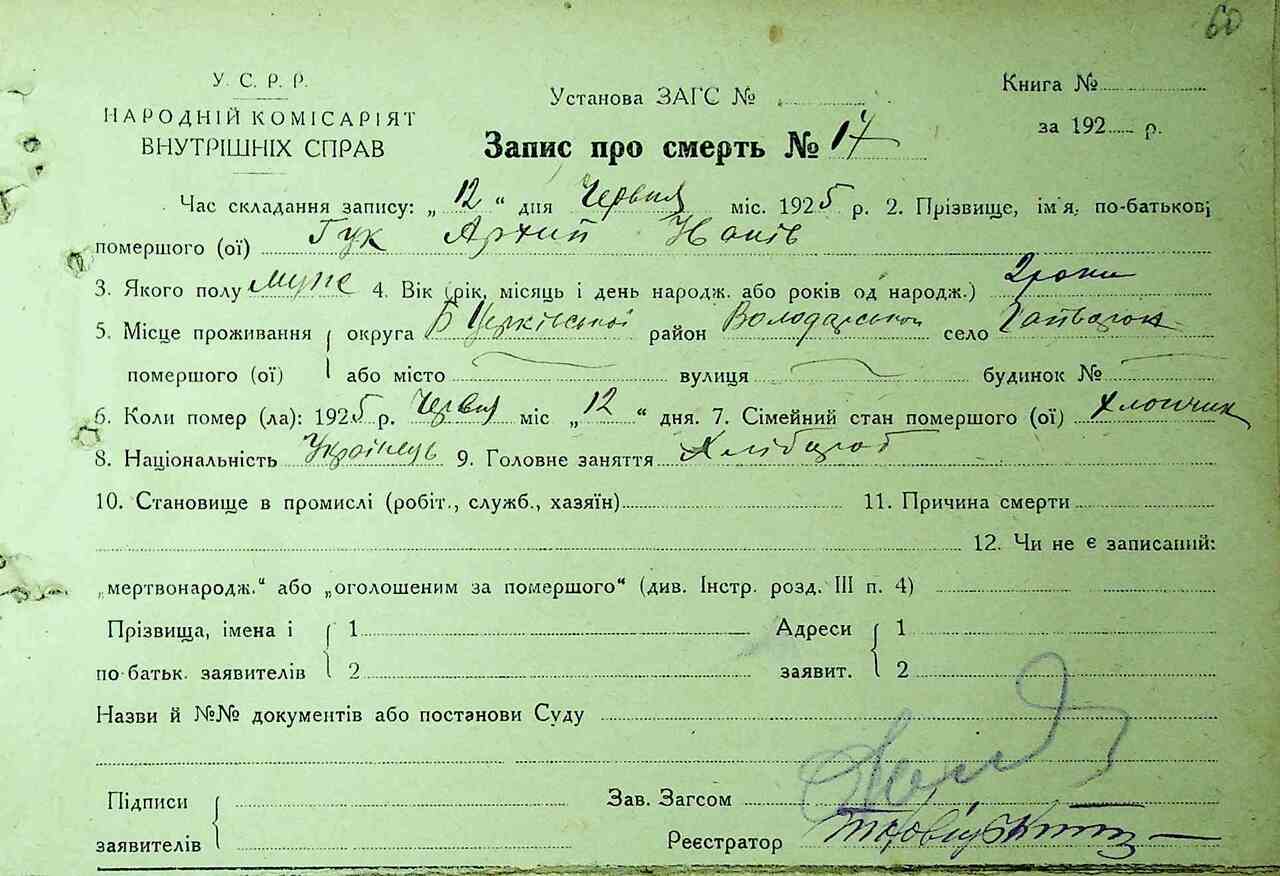 60
У. С. Р. Р.
НАРОДНІЙ КОМІСАРІЯТ
ВНУТРІШНІХ СПРАВ
Установа ЗАГС №
Книга №
за 192 р.
Запис про смерть № 17
Час складання запису: „ 12 “ дня Червня міс. 1925 р. 2. Прізвище, ім'я, по-батькові
помершого (ої) Гук Архип
3. Якого полу муже 4. Вік (рік, місяць і день народж. або років од народж.) 2 роки
5. Місце проживання округа Б Церківської район Володарський село Гайворон
помершого (ої) або місто вулиця будинок №
6. Коли помер (ла): 1925 р. Червня міс „ 12 “ дня. 7. Сімейний стан помершого (ої) Хлопчик
8. Національність Українець 9. Головне заняття Хлібороб
10. Становище в промислі (робіт., служб., хазяїн) 11. Причина смерти
12. Чи не є записаний:
„мертвонародж.“ або „оголошеним за помершого“ (див. Інстр. розд. III п. 4)
Прізвища, імена і 1 Адреси 1
по-батьк. заявителів 2 заявит. 2
Назви й №№ документів або постанови Суду
Підписи Зав. Загсом
заявителів Реєстратор